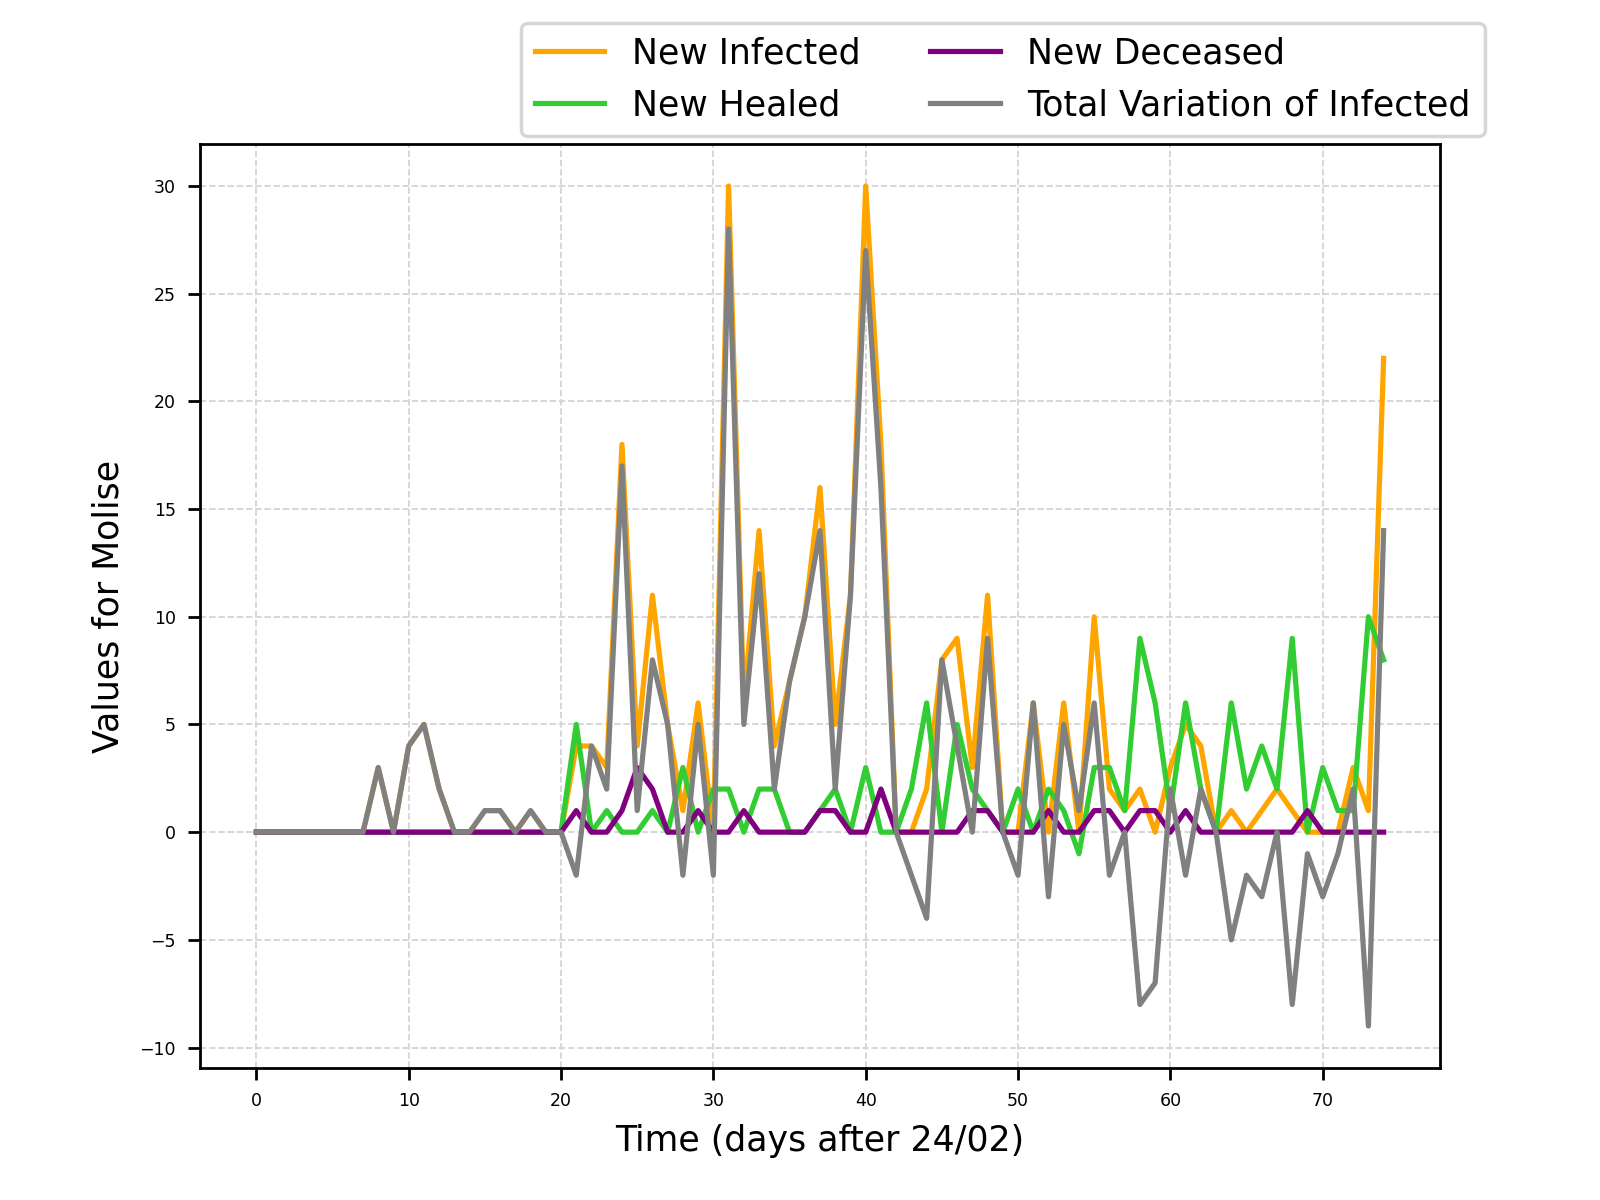 New Infected
New Healed
New Deceased
Total Variation of Infected
Values for Molise
30
25
20
15
10
5
0
−5
−10
0 10 20 30 40 50 60 70
Time (days after 24/02)